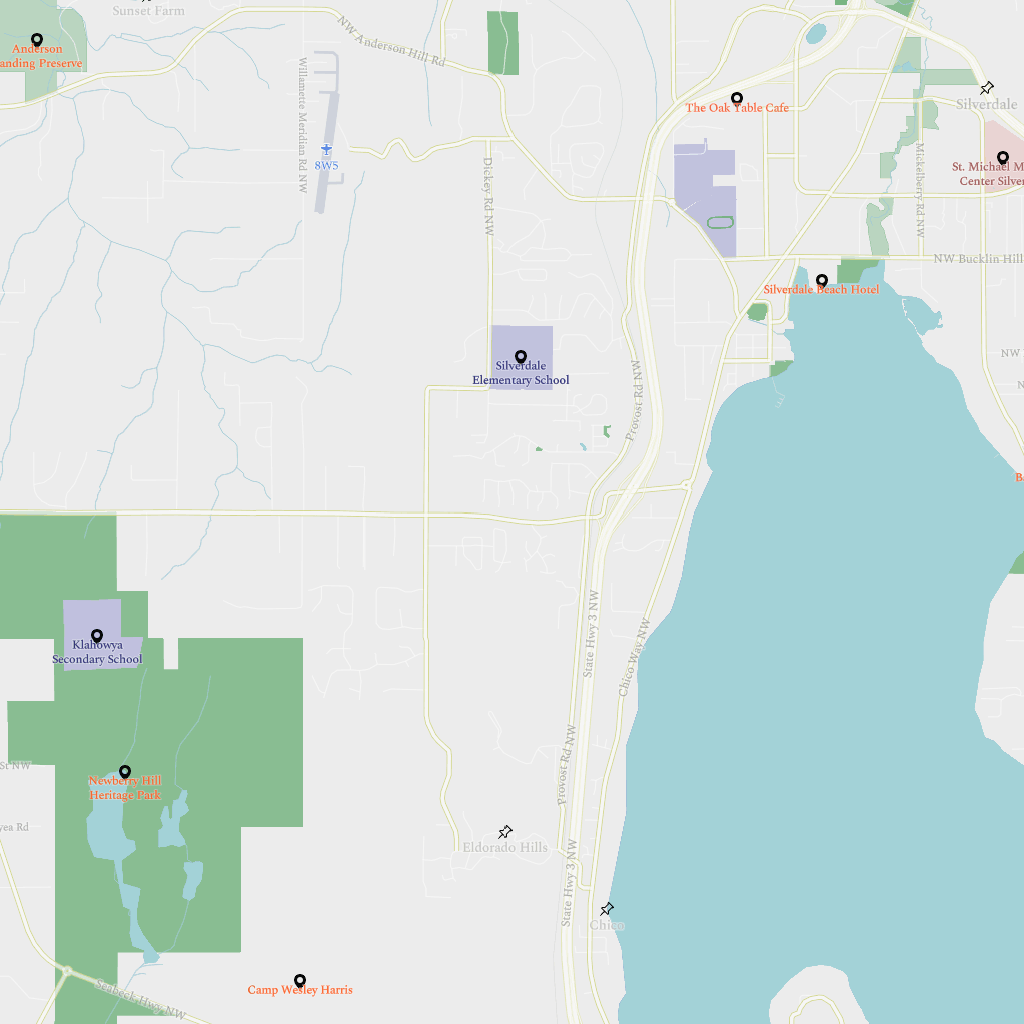 Sunset Farm
Anderson
anding Preserve
NW Anderson Hill Rd
Willamette Meridian Rd NW
8W5
Dickey Rd NW
The Oak Table Cafe
Silverdale
Mickelberry Rd NW
St. Michael M
Center Silver
NW Bucklin Hill
Silverdale Beach Hotel
NW
Silverdale
Elementary School
Provost Rd NW
N
B
Klahowya
Secondary School
State Hwy 3 NW
Chico Way NW
St NW
Newberry Hill
Heritage Park
Provost Rd NW
yea Rd
Eldorado Hills
State Hwy 3 NW
Chico
Camp Wesley Harris
Seabeck Hwy NW